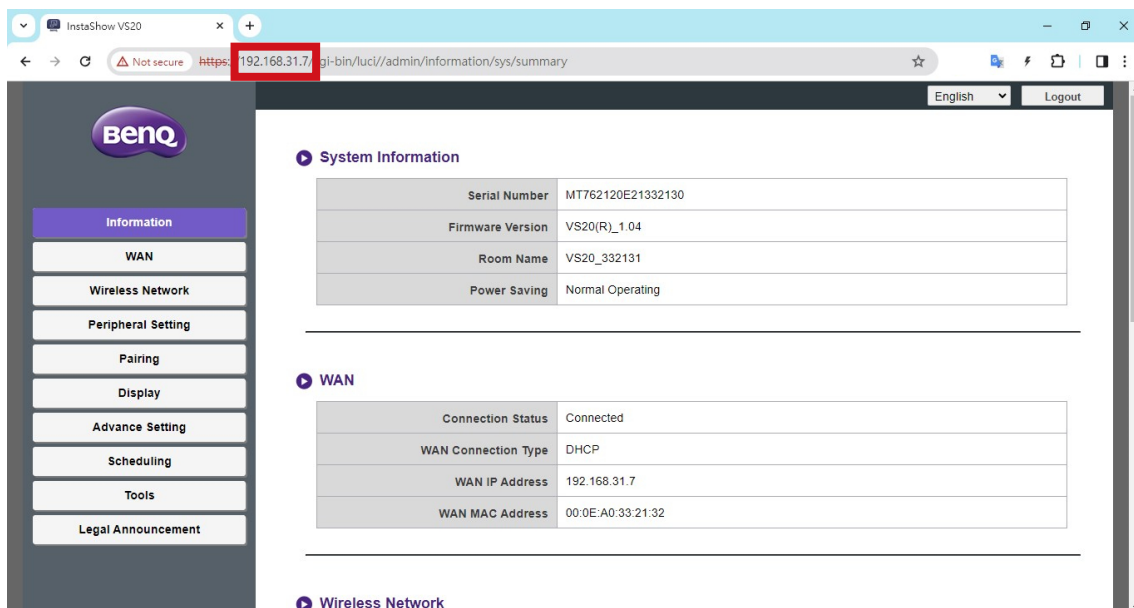 InstaShow VS20
Not secure https://192.168.31.7/cgi-bin/luci//admin/information/sys/summary
English Logout
BenQ
Information
WAN
Wireless Network
Peripheral Setting
Pairing
Display
Advance Setting
Scheduling
Tools
Legal Announcement
System Information
Serial Number MT762120E21332130
Firmware Version VS20(R)_1.04
Room Name VS20_332131
Power Saving Normal Operating
WAN
Connection Status Connected
WAN Connection Type DHCP
WAN IP Address 192.168.31.7
WAN MAC Address 00:0E:A0:33:21:32
Wireless Network